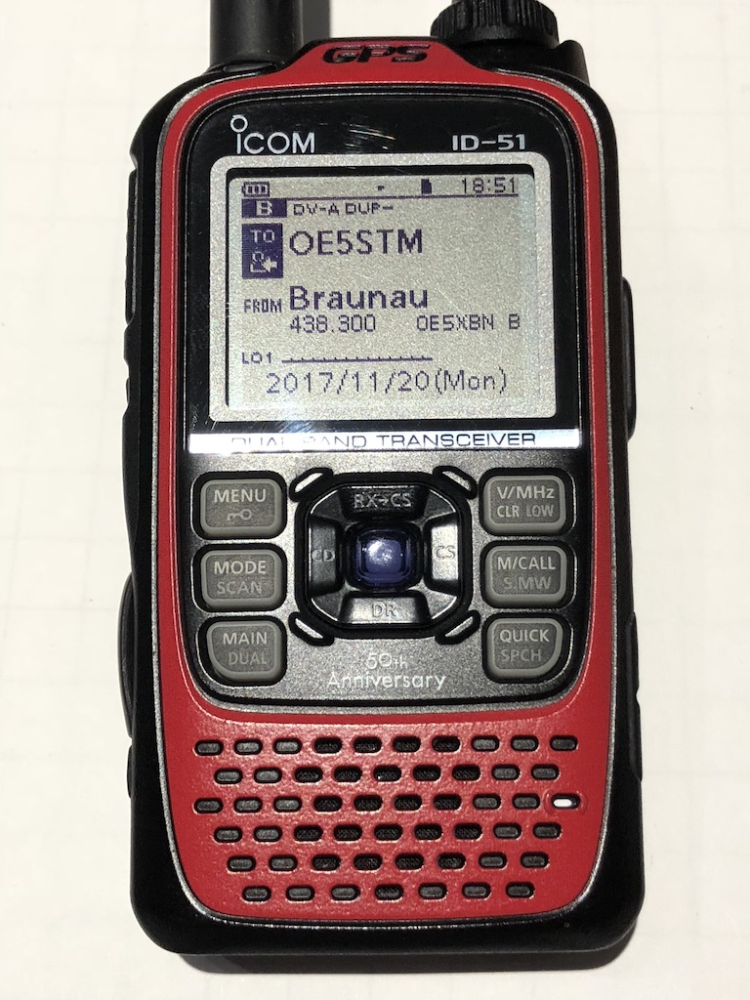 GPS
ICOM ID-51
18:51
B DV-A DUP-
TO OE5STM
FROM Braunau
438.300 OE5XBN B
L01
2017/11/20(Mon)
DUAL BAND TRANSCEIVER
MENU RX→CS V/MHz
CLR LOW
MODE CD CS M/CALL
SCAN S.MW
MAIN DR QUICK
DUAL SPCH
50th
Anniversary